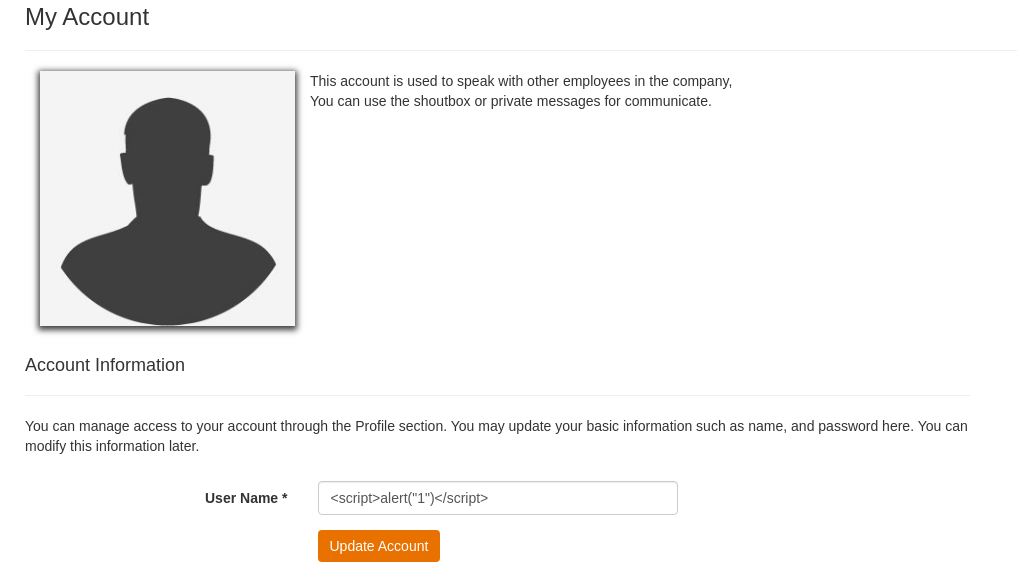 My Account
This account is used to speak with other employees in the company,
You can use the shoutbox or private messages for communicate.
Account Information
You can manage access to your account through the Profile section. You may update your basic information such as name, and password here. You can
modify this information later.
User Name * <script>alert("1")</script>
Update Account